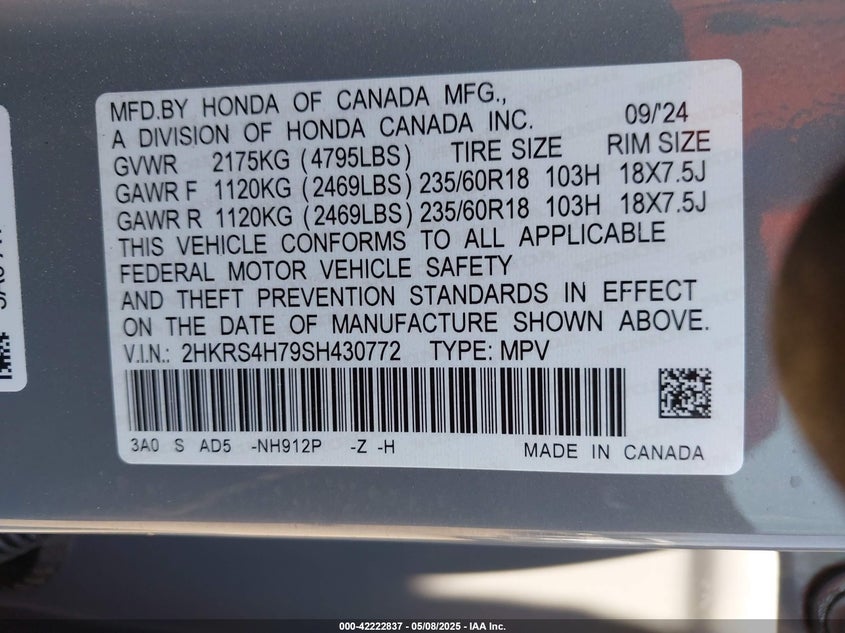 MFD.BY HONDA OF CANADA MFG.,
A DIVISION OF HONDA CANADA INC. 09/'24
GVWR 2175KG (4795LBS) TIRE SIZE RIM SIZE
GAWR F 1120KG (2469LBS) 235/60R18 103H 18X7.5J
GAWR R 1120KG (2469LBS) 235/60R18 103H 18X7.5J
THIS VEHICLE CONFORMS TO ALL APPLICABLE
FEDERAL MOTOR VEHICLE SAFETY
AND THEFT PREVENTION STANDARDS IN EFFECT
ON THE DATE OF MANUFACTURE SHOWN ABOVE.
V.I.N.: 2HKRS4H79SH430772 TYPE: MPV
3A0 S AD5 -NH912P -Z -H MADE IN CANADA
000-42222837 - 05/08/2025 - IAA Inc.